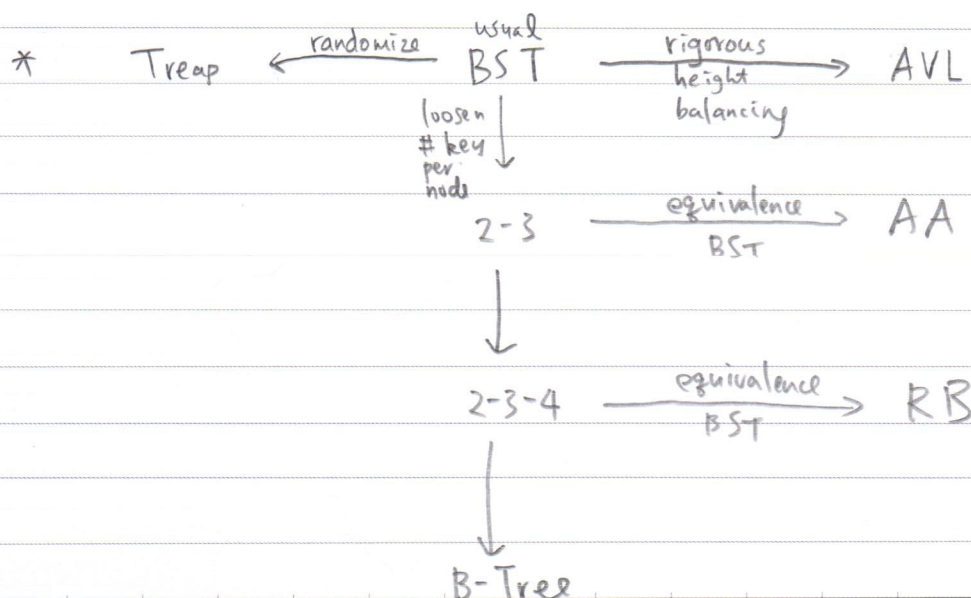 usual
* Treap randomize BST rigorous AVL
height
balancing
loosen
# key
per
node
2-3 equivalence AA
BST
2-3-4 equivalence RB
BST
B-Tree